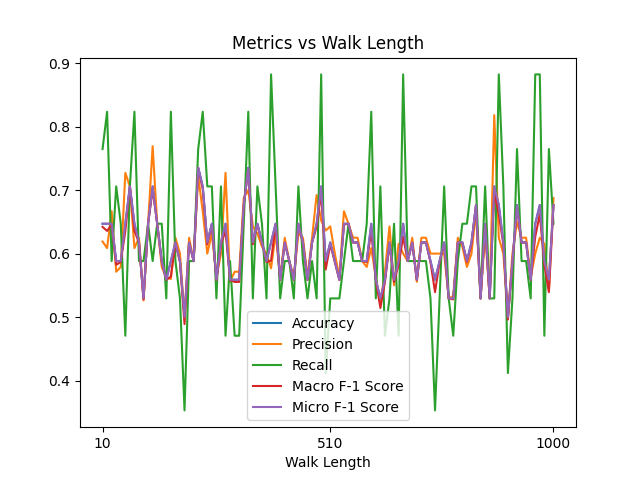 Metrics vs Walk Length
0.9
0.8
0.7
0.6
0.5
0.4
Accuracy
Precision
Recall
Macro F-1 Score
Micro F-1 Score
10
510
1000
Walk Length